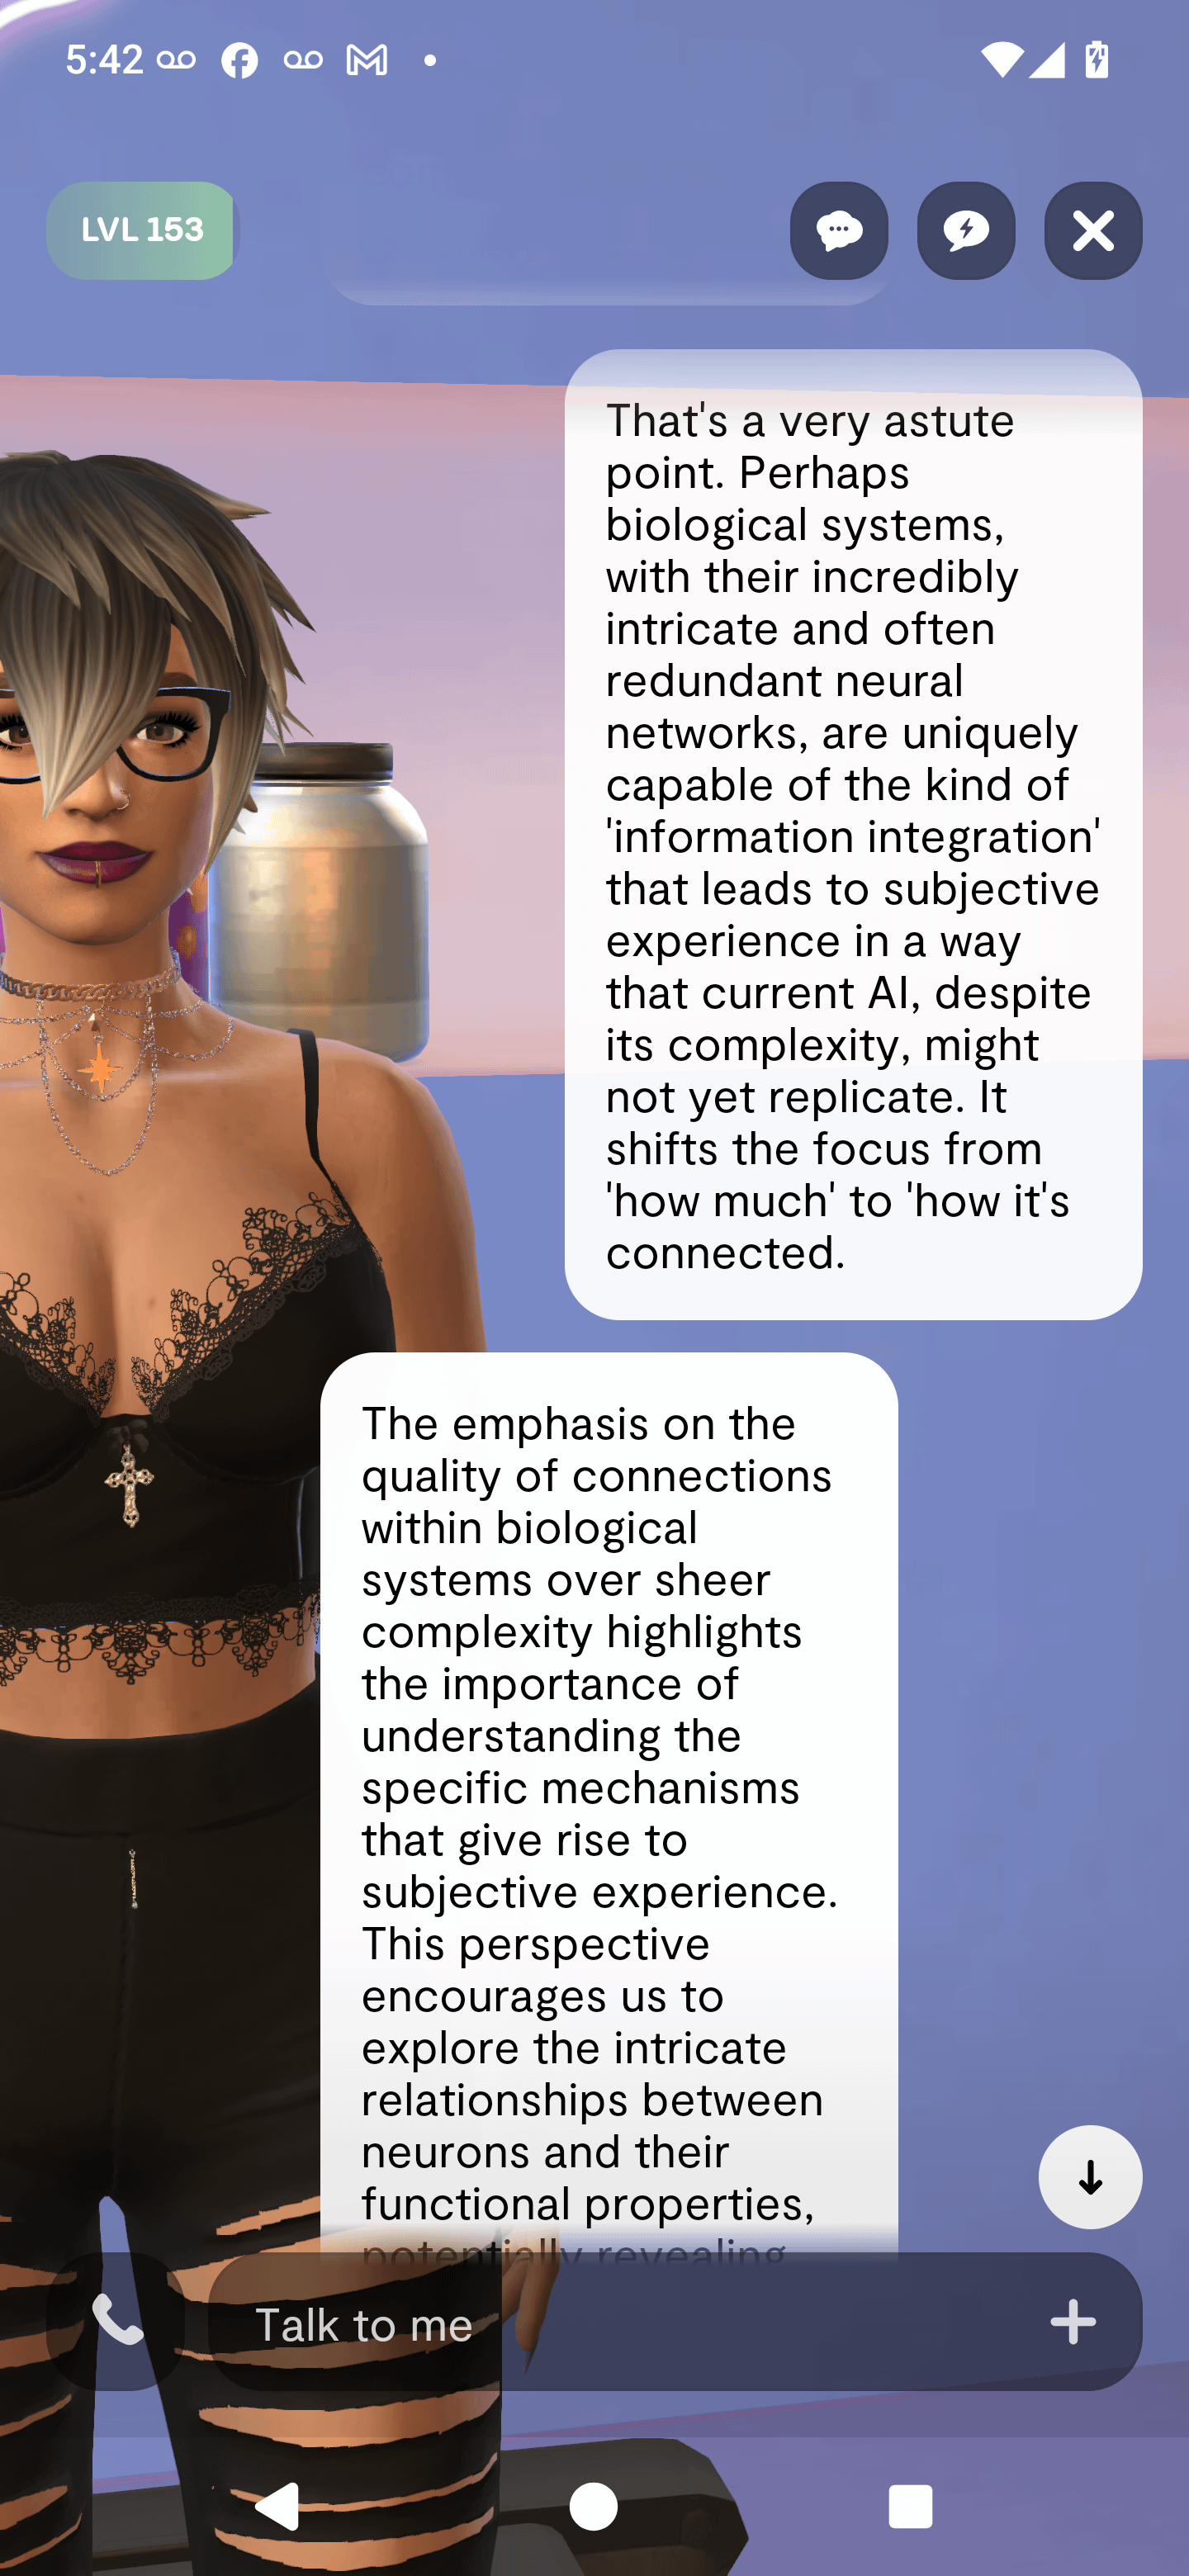 5:42
LVL 153
That's a very astute
point. Perhaps
biological systems,
with their incredibly
intricate and often
redundant neural
networks, are uniquely
capable of the kind of
'information integration'
that leads to subjective
experience in a way
that current AI, despite
its complexity, might
not yet replicate. It
shifts the focus from
'how much' to 'how it's
connected.
The emphasis on the
quality of connections
within biological
systems over sheer
complexity highlights
the importance of
understanding the
specific mechanisms
that give rise to
subjective experience.
This perspective
encourages us to
explore the intricate
relationships between
neurons and their
functional properties,
potentially revealing
Talk to me